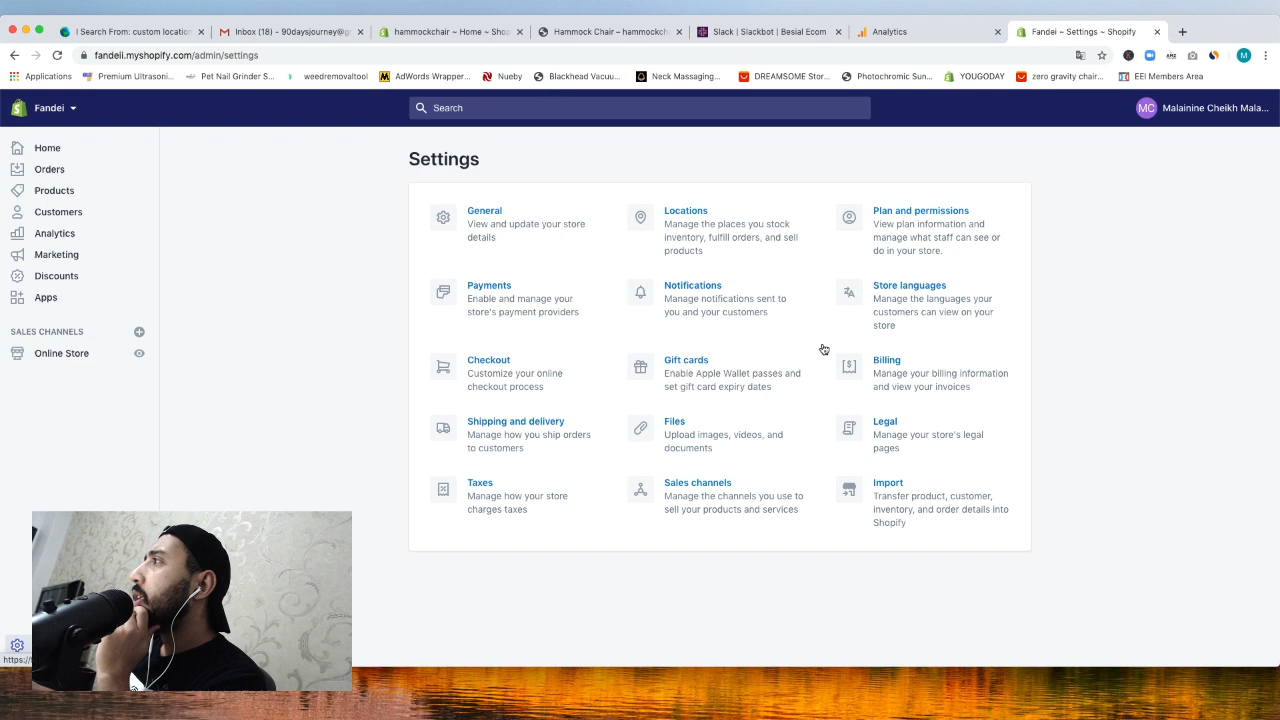 I Search From: custom location
Inbox (18) - 90daysjourney@g
hammockchair ~ Home ~ Shop
Hammock Chair – hammockch
Slack | Slackbot | Besial Ecom
Analytics
Fandei ~ Settings ~ Shopify
fandeii.myshopify.com/admin/settings
M
Applications
Premium Ultrasoni...
Pet Nail Grinder S...
weedremovaltool
AdWords Wrapper...
Nueby
Blackhead Vacuu...
Neck Massaging...
DREAMSOME Stor...
Photochromic Sun...
YOUGODAY
zero gravity chair...
EEI Members Area
Fandei
Search
MC Malainine Cheikh Mala...
Home
Orders
Products
Customers
Analytics
Marketing
Discounts
Apps
SALES CHANNELS
Online Store
https://
Settings
General
View and update your store
details
Locations
Manage the places you stock
inventory, fulfill orders, and sell
products
Plan and permissions
View plan information and
manage what staff can see or
do in your store.
Payments
Enable and manage your
store's payment providers
Notifications
Manage notifications sent to
you and your customers
Store languages
Manage the languages your
customers can view on your
store
Checkout
Customize your online
checkout process
Gift cards
Enable Apple Wallet passes and
set gift card expiry dates
Billing
Manage your billing information
and view your invoices
Shipping and delivery
Manage how you ship orders
to customers
Files
Upload images, videos, and
documents
Legal
Manage your store's legal
pages
Taxes
Manage how your store
charges taxes
Sales channels
Manage the channels you use to
sell your products and services
Import
Transfer product, customer,
inventory, and order details into
Shopify